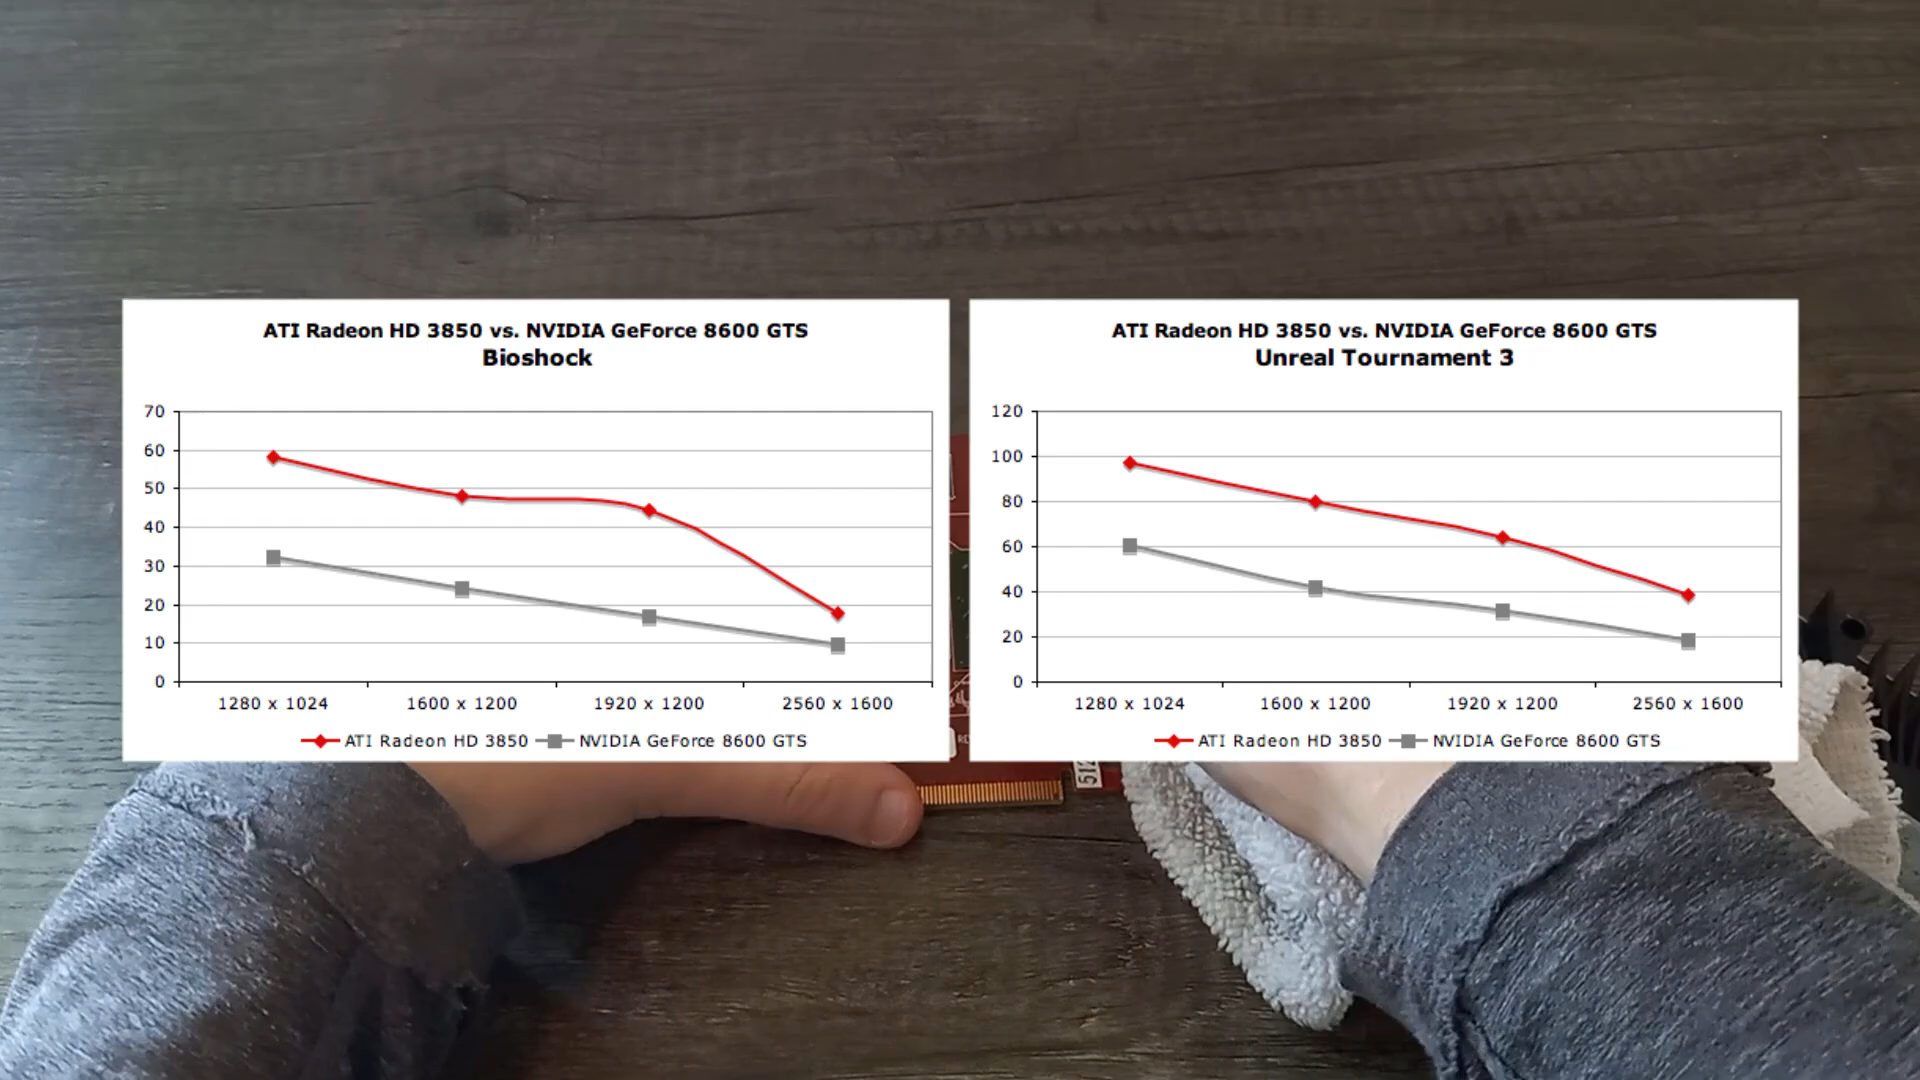 ATI Radeon HD 3850 vs. NVIDIA GeForce 8600 GTS
Bioshock
70
60
50
40
30
20
10
0
1280 x 1024
1600 x 1200
1920 x 1200
2560 x 1600
ATI Radeon HD 3850
NVIDIA GeForce 8600 GTS
ATI Radeon HD 3850 vs. NVIDIA GeForce 8600 GTS
Unreal Tournament 3
120
100
80
60
40
20
0
1280 x 1024
1600 x 1200
1920 x 1200
2560 x 1600
ATI Radeon HD 3850
NVIDIA GeForce 8600 GTS
512